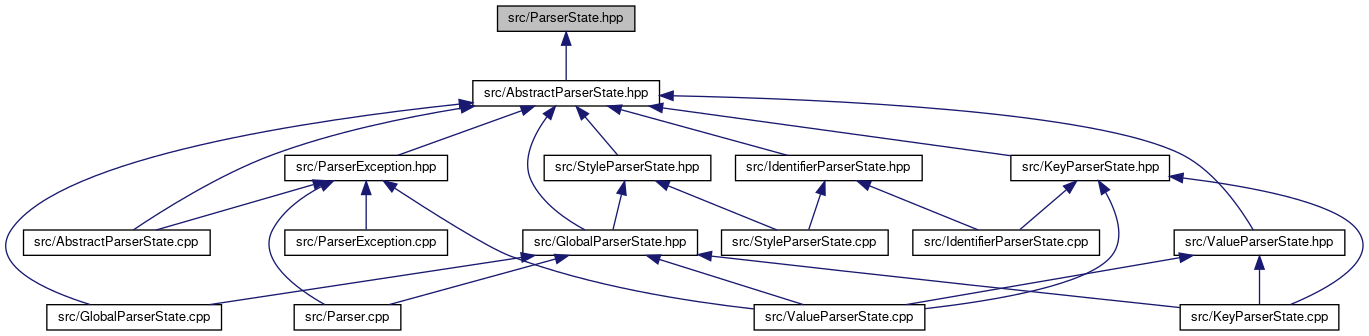 src/ParserState.hpp
src/AbstractParserState.hpp
src/ParserException.hpp
src/StyleParserState.hpp
src/IdentifierParserState.hpp
src/KeyParserState.hpp
src/AbstractParserState.cpp
src/ParserException.cpp
src/GlobalParserState.hpp
src/StyleParserState.cpp
src/IdentifierParserState.cpp
src/ValueParserState.hpp
src/GlobalParserState.cpp
src/Parser.cpp
src/ValueParserState.cpp
src/KeyParserState.cpp